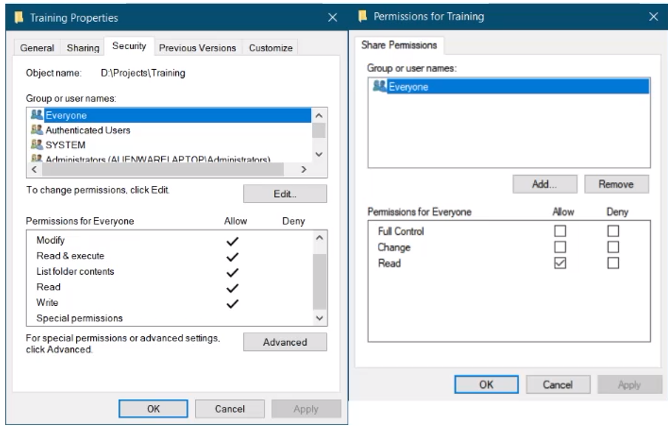 Training Properties
General Sharing Security Previous Versions Customize
Object name: D:\Projects\Training
Group or user names:
Everyone
Authenticated Users
SYSTEM
Administrators (ALIENWARELAPTOP\Administrators)
To change permissions, click Edit.
Edit...
Permissions for Everyone Allow Deny
Modify
Read & execute
List folder contents
Read
Write
Special permissions
For special permissions or advanced settings,
click Advanced.
Advanced
OK Cancel Apply
Permissions for Training
Share Permissions
Group or user names:
Everyone
Add... Remove
Permissions for Everyone Allow Deny
Full Control
Change
Read
OK Cancel Apply